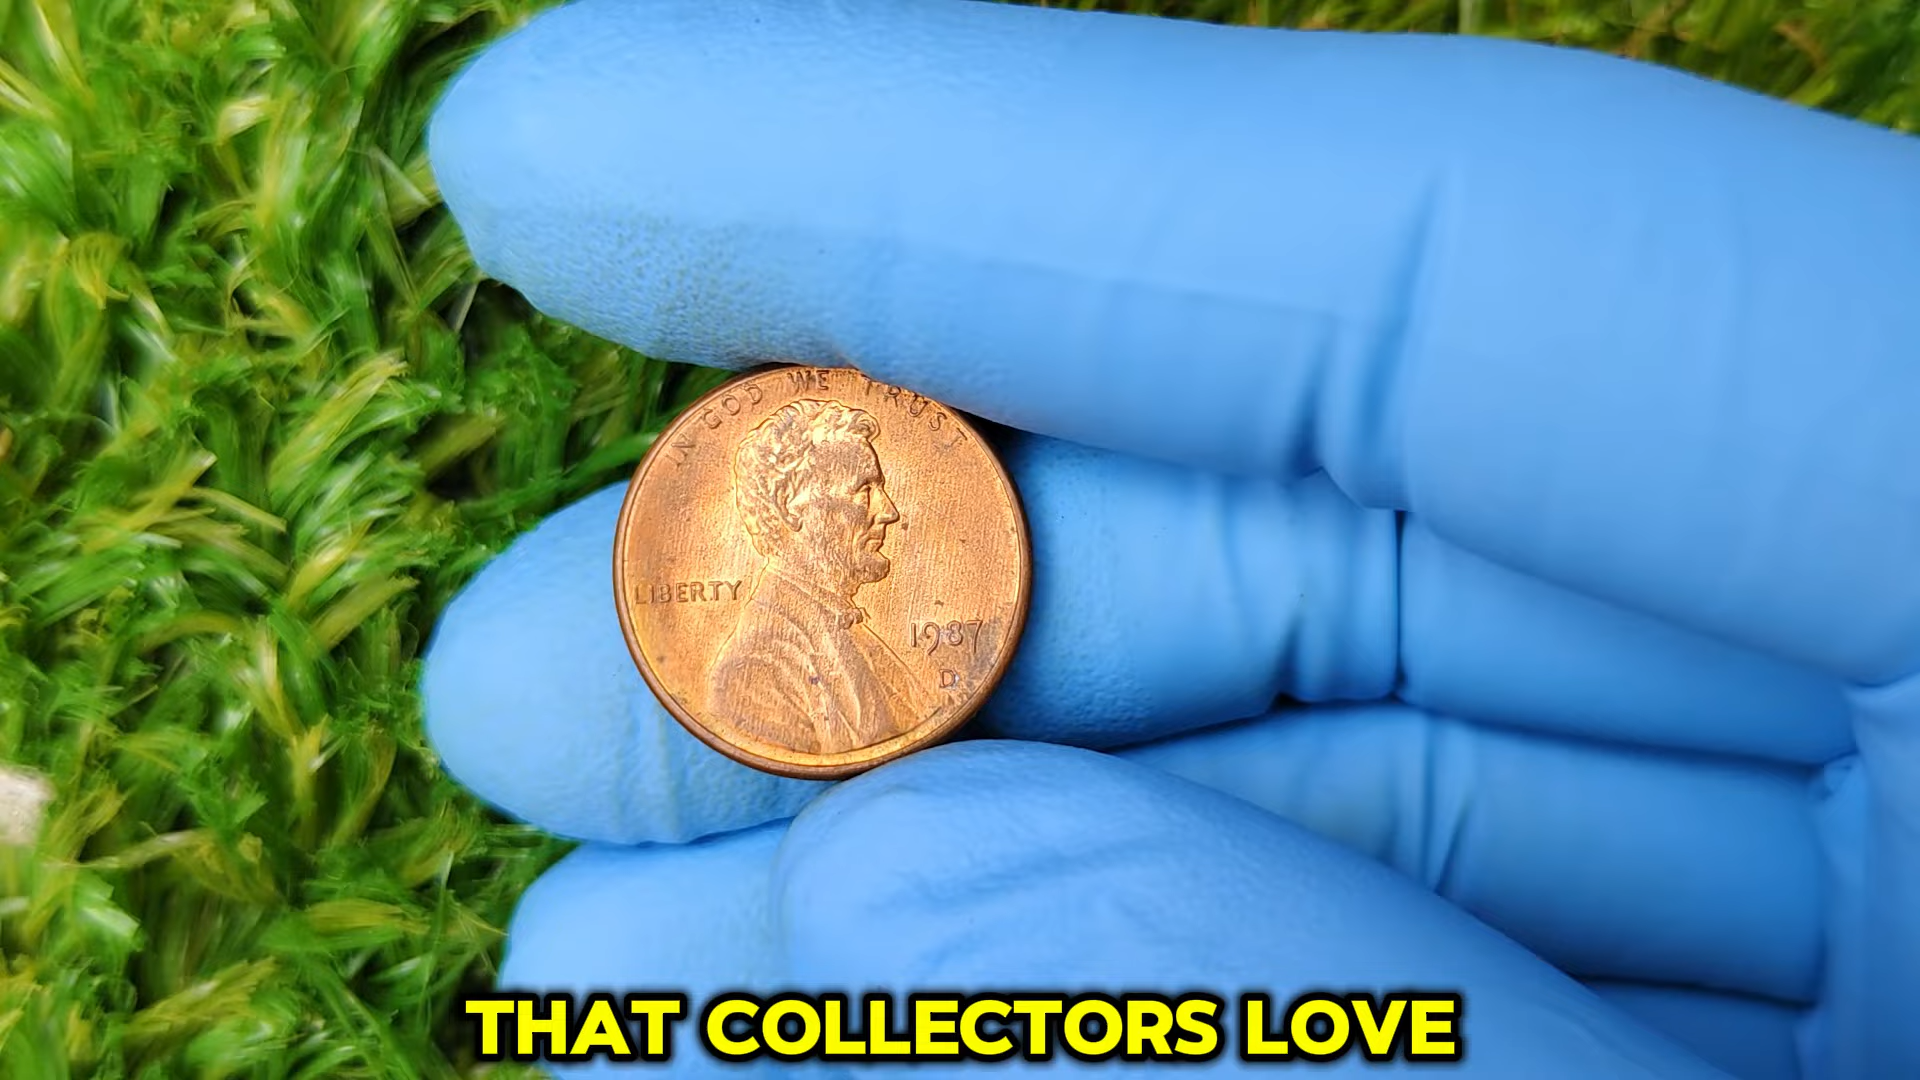 IN GOD WE TRUST
LIBERTY
1987
D
THAT COLLECTORS LOVE